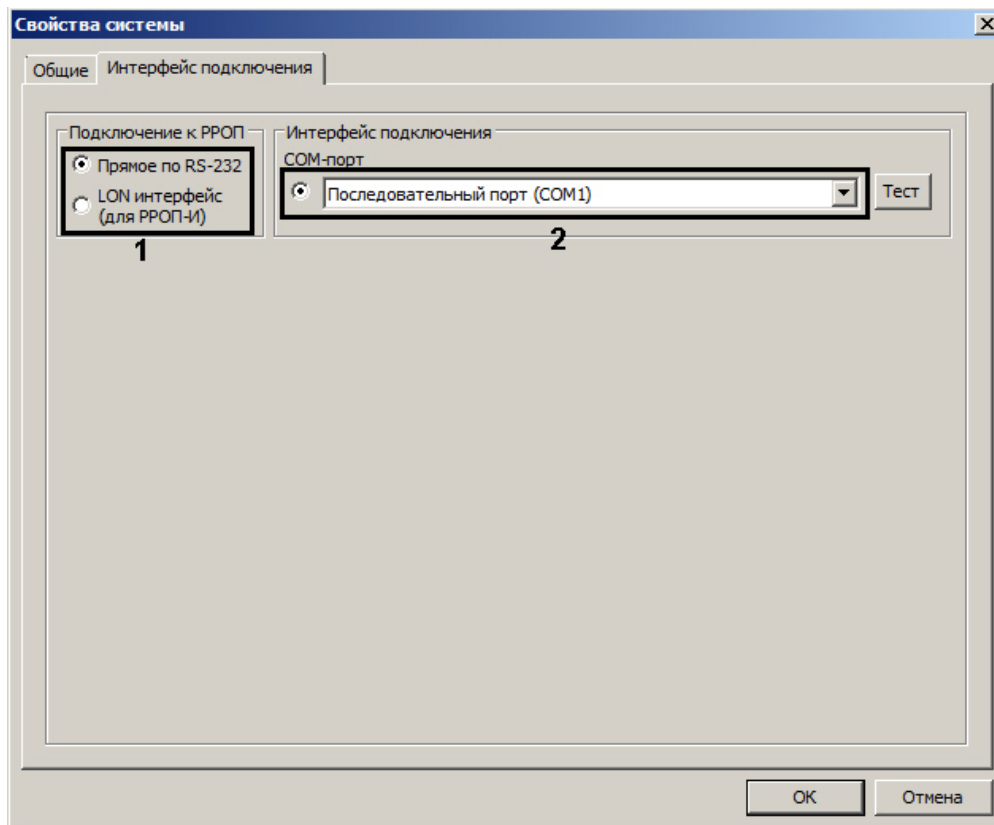 Свойства системы
Общие
Интерфейс подключения
Подключение к РРОП
Интерфейс подключения
Прямое по RS-232
LON интерфейс
(для РРОП-И)
COM-порт
Последовательный порт (COM1)
Тест
1
2
OK
Отмена